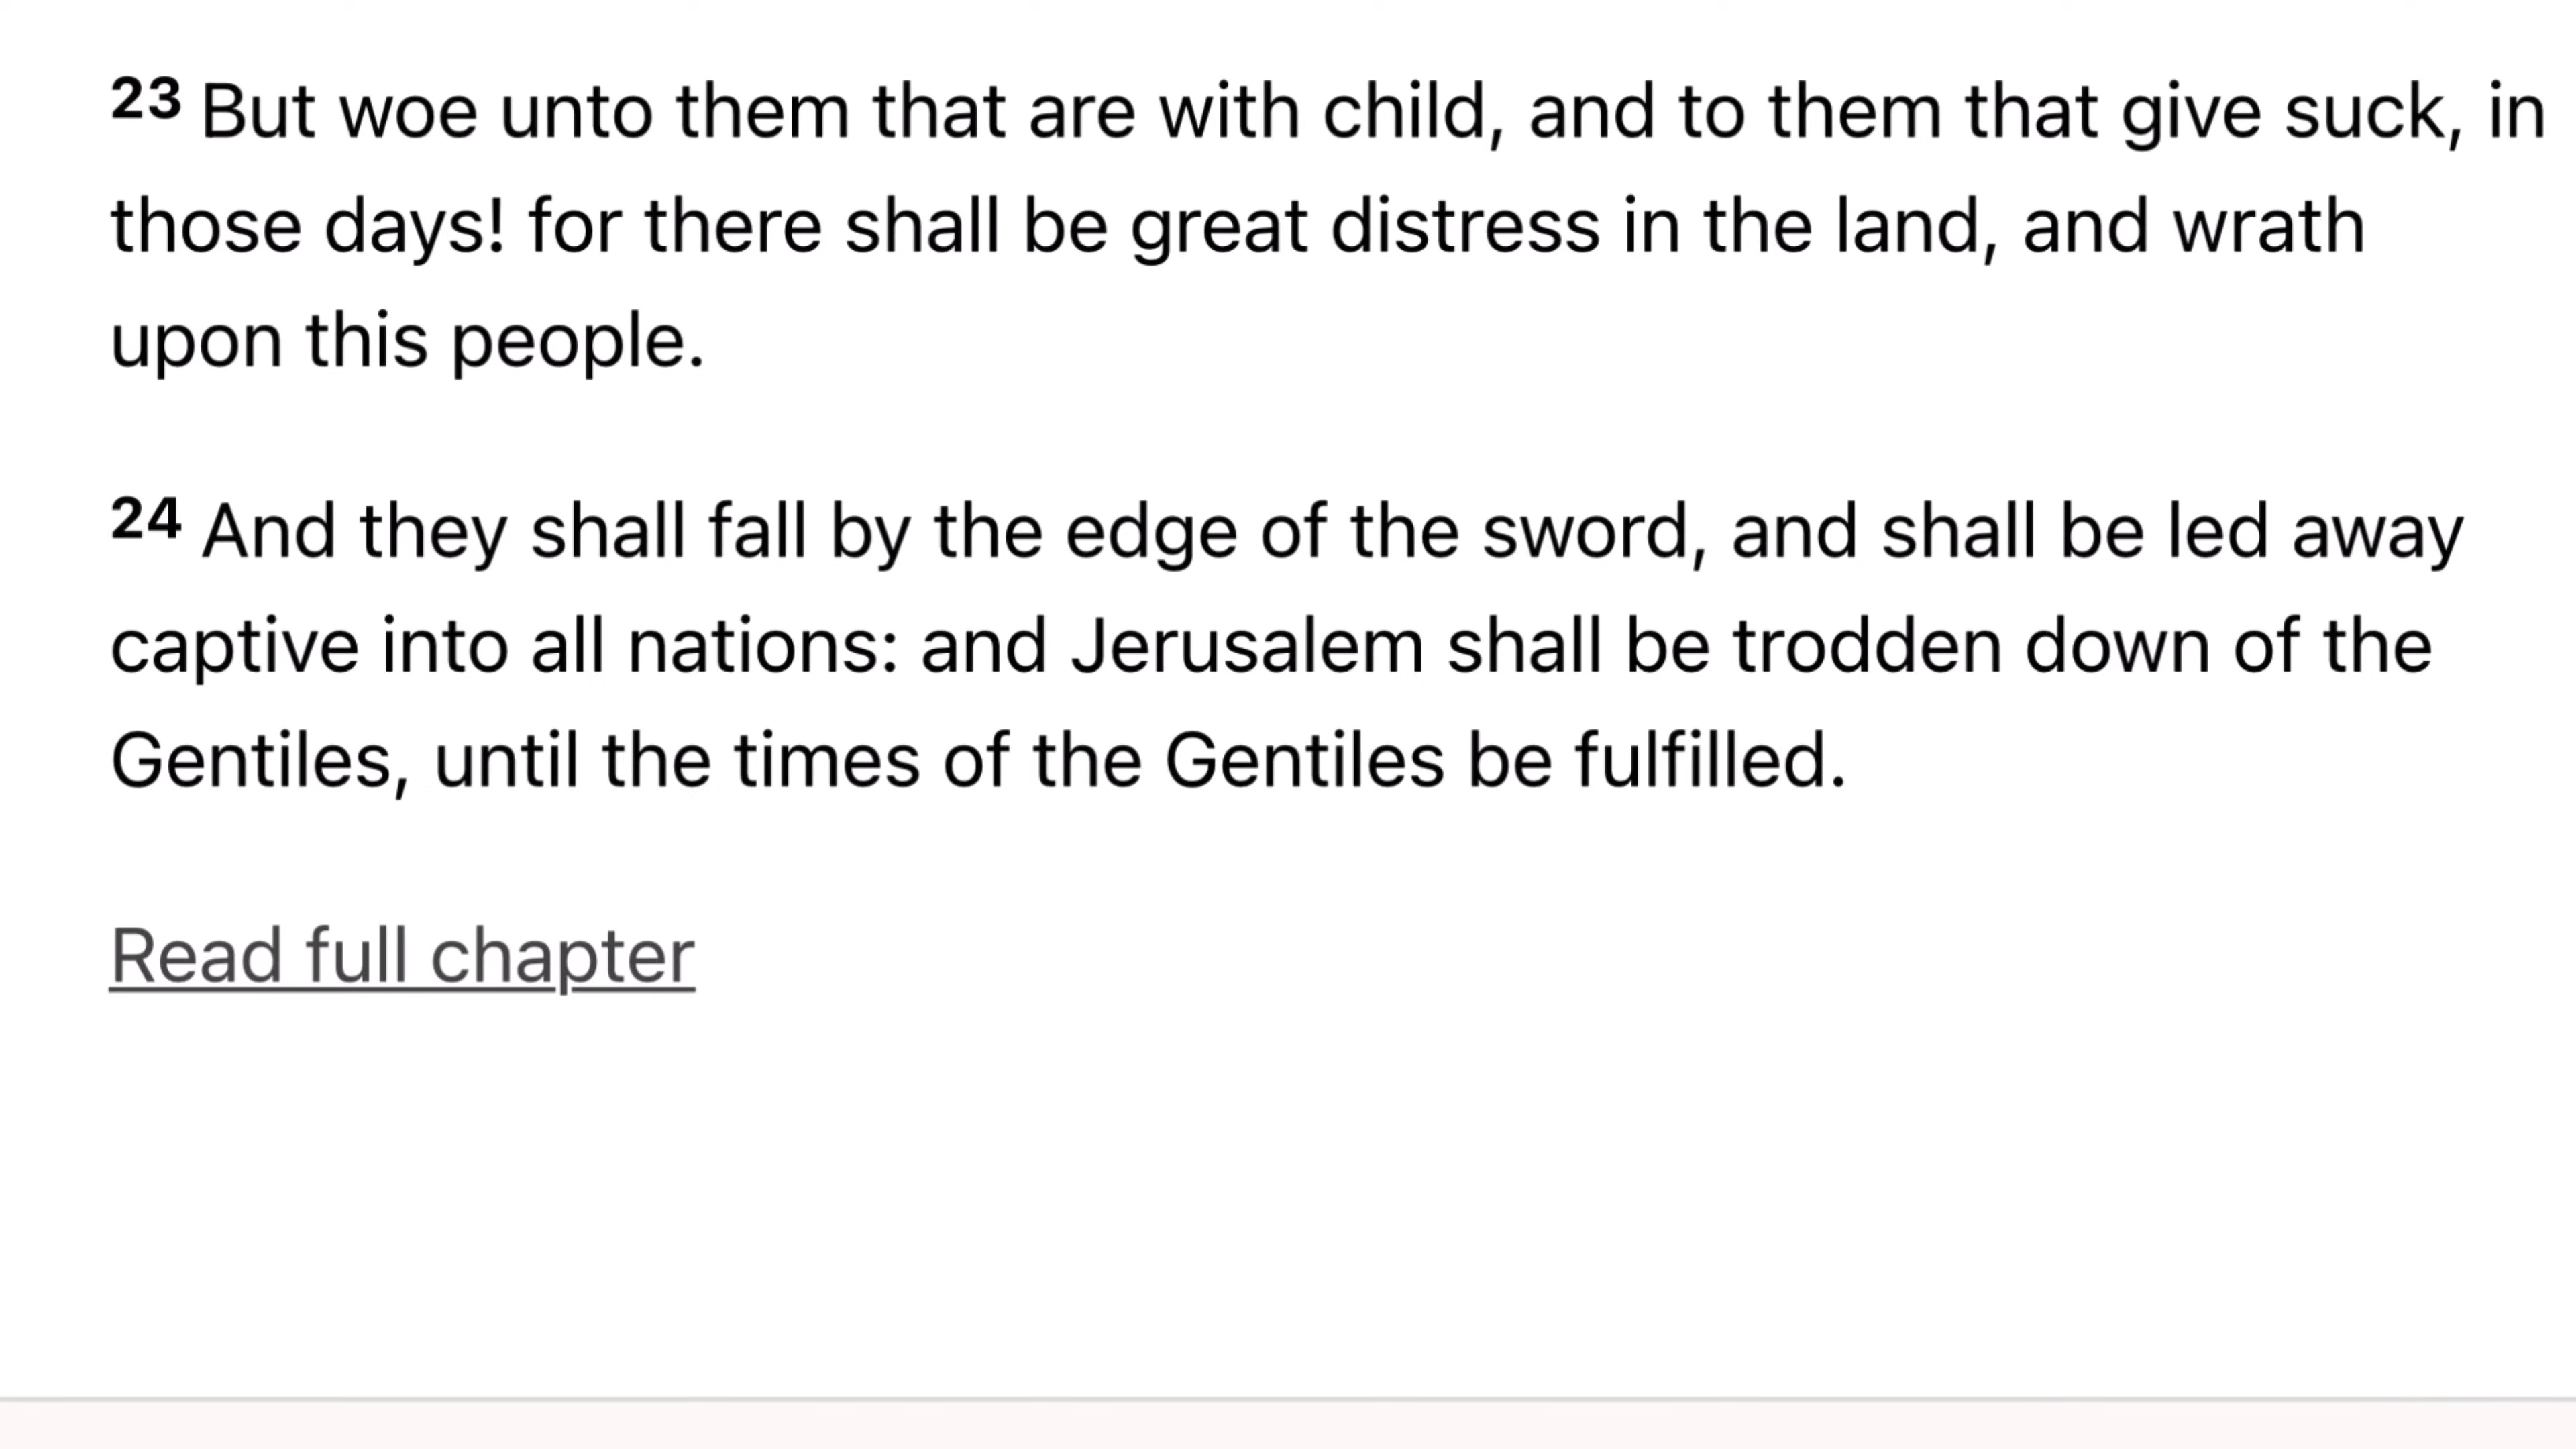 23 But woe unto them that are with child, and to them that give suck, in
those days! for there shall be great distress in the land, and wrath
upon this people.
24 And they shall fall by the edge of the sword, and shall be led away
captive into all nations: and Jerusalem shall be trodden down of the
Gentiles, until the times of the Gentiles be fulfilled.
Read full chapter